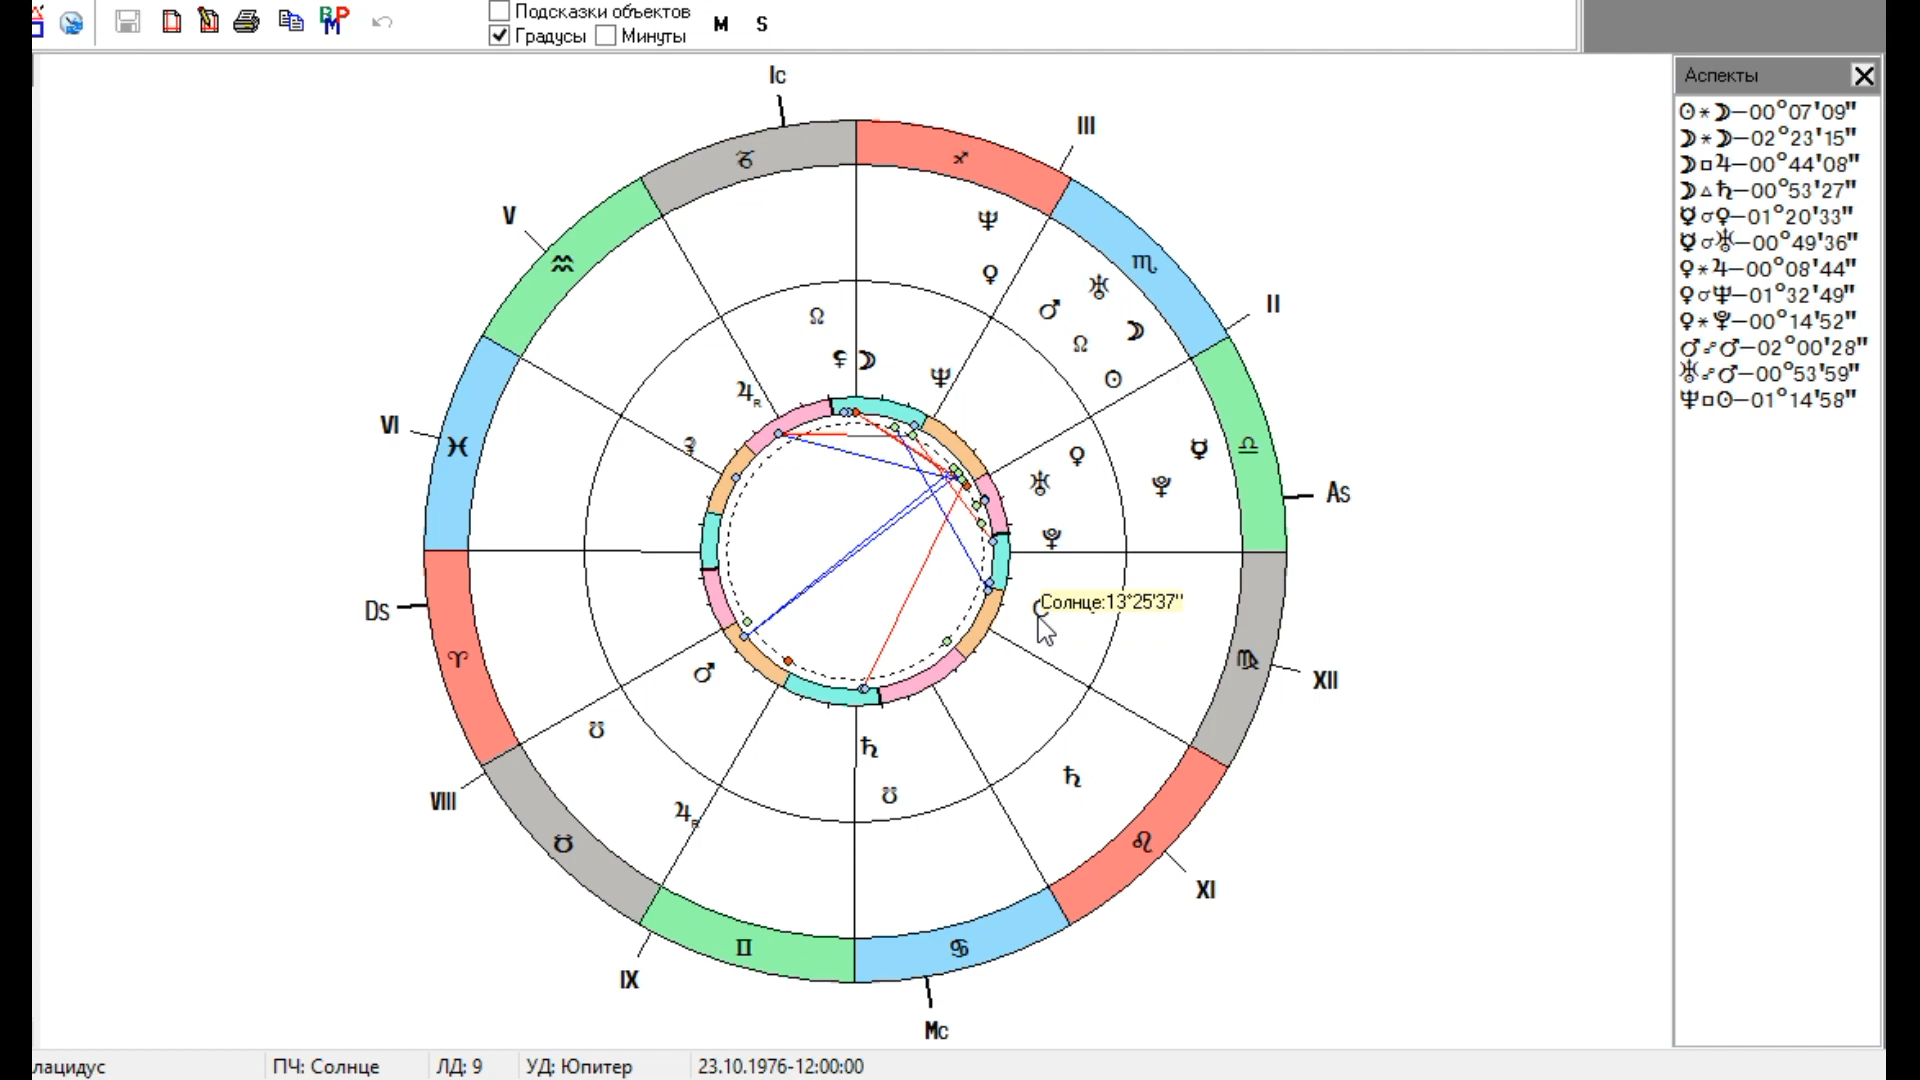 Подсказки объектов
Градусы Минуты
M S
Аспекты
☉⚹☽—00°07'09"
☽⚹☽—02°23'15"
☽□♃—00°44'08"
☽△♄—00°53'27"
☿☌♀—01°20'33"
☿☌♅—00°49'36"
♀⚹♃—00°08'44"
♀☌♆—01°32'49"
♀⚹♇—00°14'52"
♂☍♂—02°00'28"
♅☍♂—00°53'59"
♆□☉—01°14'58"
Ic
III
V
II
VI
As
Ds
Солнце:13°25'37"
XII
VIII
XI
IX
Mc
лацидус
ПЧ: Солнце
ЛД: 9
УД: Юпитер
23.10.1976-12:00:00